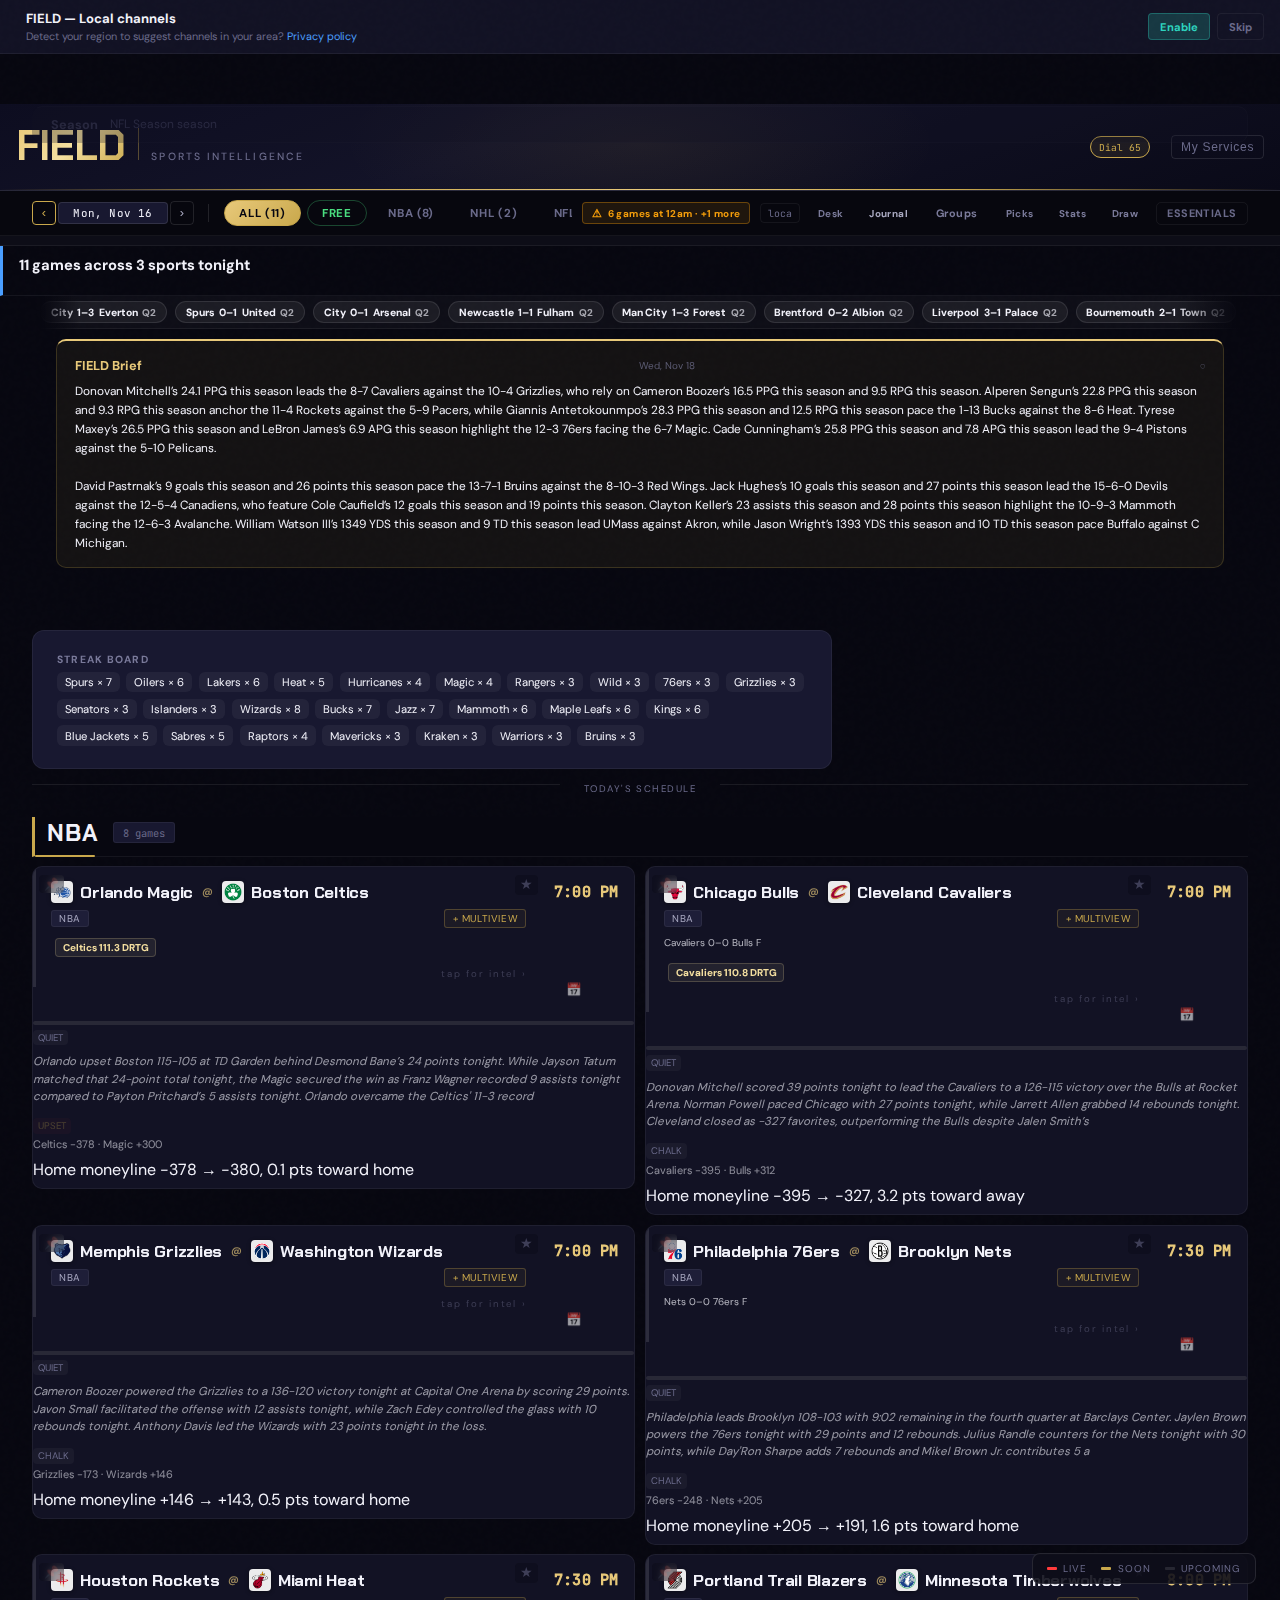 FIELD — Local channels
Detect your region to suggest channels in your area? Privacy policy
Enable
Skip
Season NFL Season season
FIELD
SPORTS INTELLIGENCE
Dial 65
My Services
‹ Mon, Nov 16 ›
ALL (11) FREE NBA (8) NHL (2) NFL
⚠ 6 games at 12am · +1 more
loca Desk Journal Groups Picks Stats Draw ESSENTIALS
11 games across 3 sports tonight
City 1–3 Everton Q2
Spurs 0–1 United Q2
City 0–1 Arsenal Q2
Newcastle 1–1 Fulham Q2
Man City 1–3 Forest Q2
Brentford 0–2 Albion Q2
Liverpool 3–1 Palace Q2
Bournemouth 2–1 Town Q2
FIELD Brief
Wed, Nov 18
Donovan Mitchell's 24.1 PPG this season leads the 8-7 Cavaliers against the 10-4 Grizzlies, who rely on Cameron Boozer's 16.5 PPG this season and 9.5 RPG this season. Alperen Sengun's 22.8 PPG this season
and 9.3 RPG this season anchor the 11-4 Rockets against the 5-9 Pacers, while Giannis Antetokounmpo's 28.3 PPG this season and 12.5 RPG this season pace the 1-13 Bucks against the 8-6 Heat. Tyrese
Maxey's 26.5 PPG this season and LeBron James's 6.9 APG this season highlight the 12-3 76ers facing the 6-7 Magic. Cade Cunningham's 25.8 PPG this season and 7.8 APG this season lead the 9-4 Pistons
against the 5-10 Pelicans.
David Pastrnak's 9 goals this season and 26 points this season pace the 13-7-1 Bruins against the 8-10-3 Red Wings. Jack Hughes's 10 goals this season and 27 points this season lead the 15-6-0 Devils
against the 12-5-4 Canadiens, who feature Cole Caufield's 12 goals this season and 19 points this season. Clayton Keller's 23 assists this season and 28 points this season highlight the 10-9-3 Mammoth
facing the 12-6-3 Avalanche. William Watson III's 1349 YDS this season and 9 TD this season lead UMass against Akron, while Jason Wright's 1393 YDS this season and 10 TD this season pace Buffalo against C
Michigan.
STREAK BOARD
Spurs × 7 Oilers × 6 Lakers × 6 Heat × 5 Hurricanes × 4 Magic × 4 Rangers × 3 Wild × 3 76ers × 3 Grizzlies × 3
Senators × 3 Islanders × 3 Wizards × 8 Bucks × 7 Jazz × 7 Mammoth × 6 Maple Leafs × 6 Kings × 6
Blue Jackets × 5 Sabres × 5 Raptors × 4 Mavericks × 3 Kraken × 3 Warriors × 3 Bruins × 3
TODAY'S SCHEDULE
NBA 8 games
Orlando Magic @ Boston Celtics ★ 7:00 PM
NBA + MULTIVIEW
Celtics 111.3 DRTG
tap for intel ›
QUIET
Orlando upset Boston 115-105 at TD Garden behind Desmond Bane's 24 points tonight. While Jayson Tatum
matched that 24-point total tonight, the Magic secured the win as Franz Wagner recorded 9 assists tonight
compared to Payton Pritchard's 5 assists tonight. Orlando overcame the Celtics' 11-3 record
UPSET
Celtics -378 · Magic +300
Home moneyline -378 → -380, 0.1 pts toward home
Chicago Bulls @ Cleveland Cavaliers ★ 7:00 PM
NBA + MULTIVIEW
Cavaliers 0–0 Bulls F
Cavaliers 110.8 DRTG
tap for intel ›
QUIET
Donovan Mitchell scored 39 points tonight to lead the Cavaliers to a 126-115 victory over the Bulls at Rocket
Arena. Norman Powell paced Chicago with 27 points tonight, while Jarrett Allen grabbed 14 rebounds tonight.
Cleveland closed as -327 favorites, outperforming the Bulls despite Jalen Smith's
CHALK
Cavaliers -395 · Bulls +312
Home moneyline -395 → -327, 3.2 pts toward away
Memphis Grizzlies @ Washington Wizards ★ 7:00 PM
NBA + MULTIVIEW
tap for intel ›
QUIET
Cameron Boozer powered the Grizzlies to a 136-120 victory tonight at Capital One Arena by scoring 29 points.
Javon Small facilitated the offense with 12 assists tonight, while Zach Edey controlled the glass with 10
rebounds tonight. Anthony Davis led the Wizards with 23 points tonight in the loss.
CHALK
Grizzlies -173 · Wizards +146
Home moneyline +146 → +143, 0.5 pts toward home
Philadelphia 76ers @ Brooklyn Nets ★ 7:30 PM
NBA + MULTIVIEW
Nets 0–0 76ers F
tap for intel ›
QUIET
Philadelphia leads Brooklyn 108-103 with 9:02 remaining in the fourth quarter at Barclays Center. Jaylen Brown
powers the 76ers tonight with 29 points and 12 rebounds. Julius Randle counters for the Nets tonight with 30
points, while Day'Ron Sharpe adds 7 rebounds and Mikel Brown Jr. contributes 5 a
CHALK
76ers -248 · Nets +205
Home moneyline +205 → +191, 1.6 pts toward home
Houston Rockets @ Miami Heat ★ 7:30 PM
Portland Trail Blazers @ Minnesota Timberwolves 8:00 PM
LIVE SOON UPCOMING